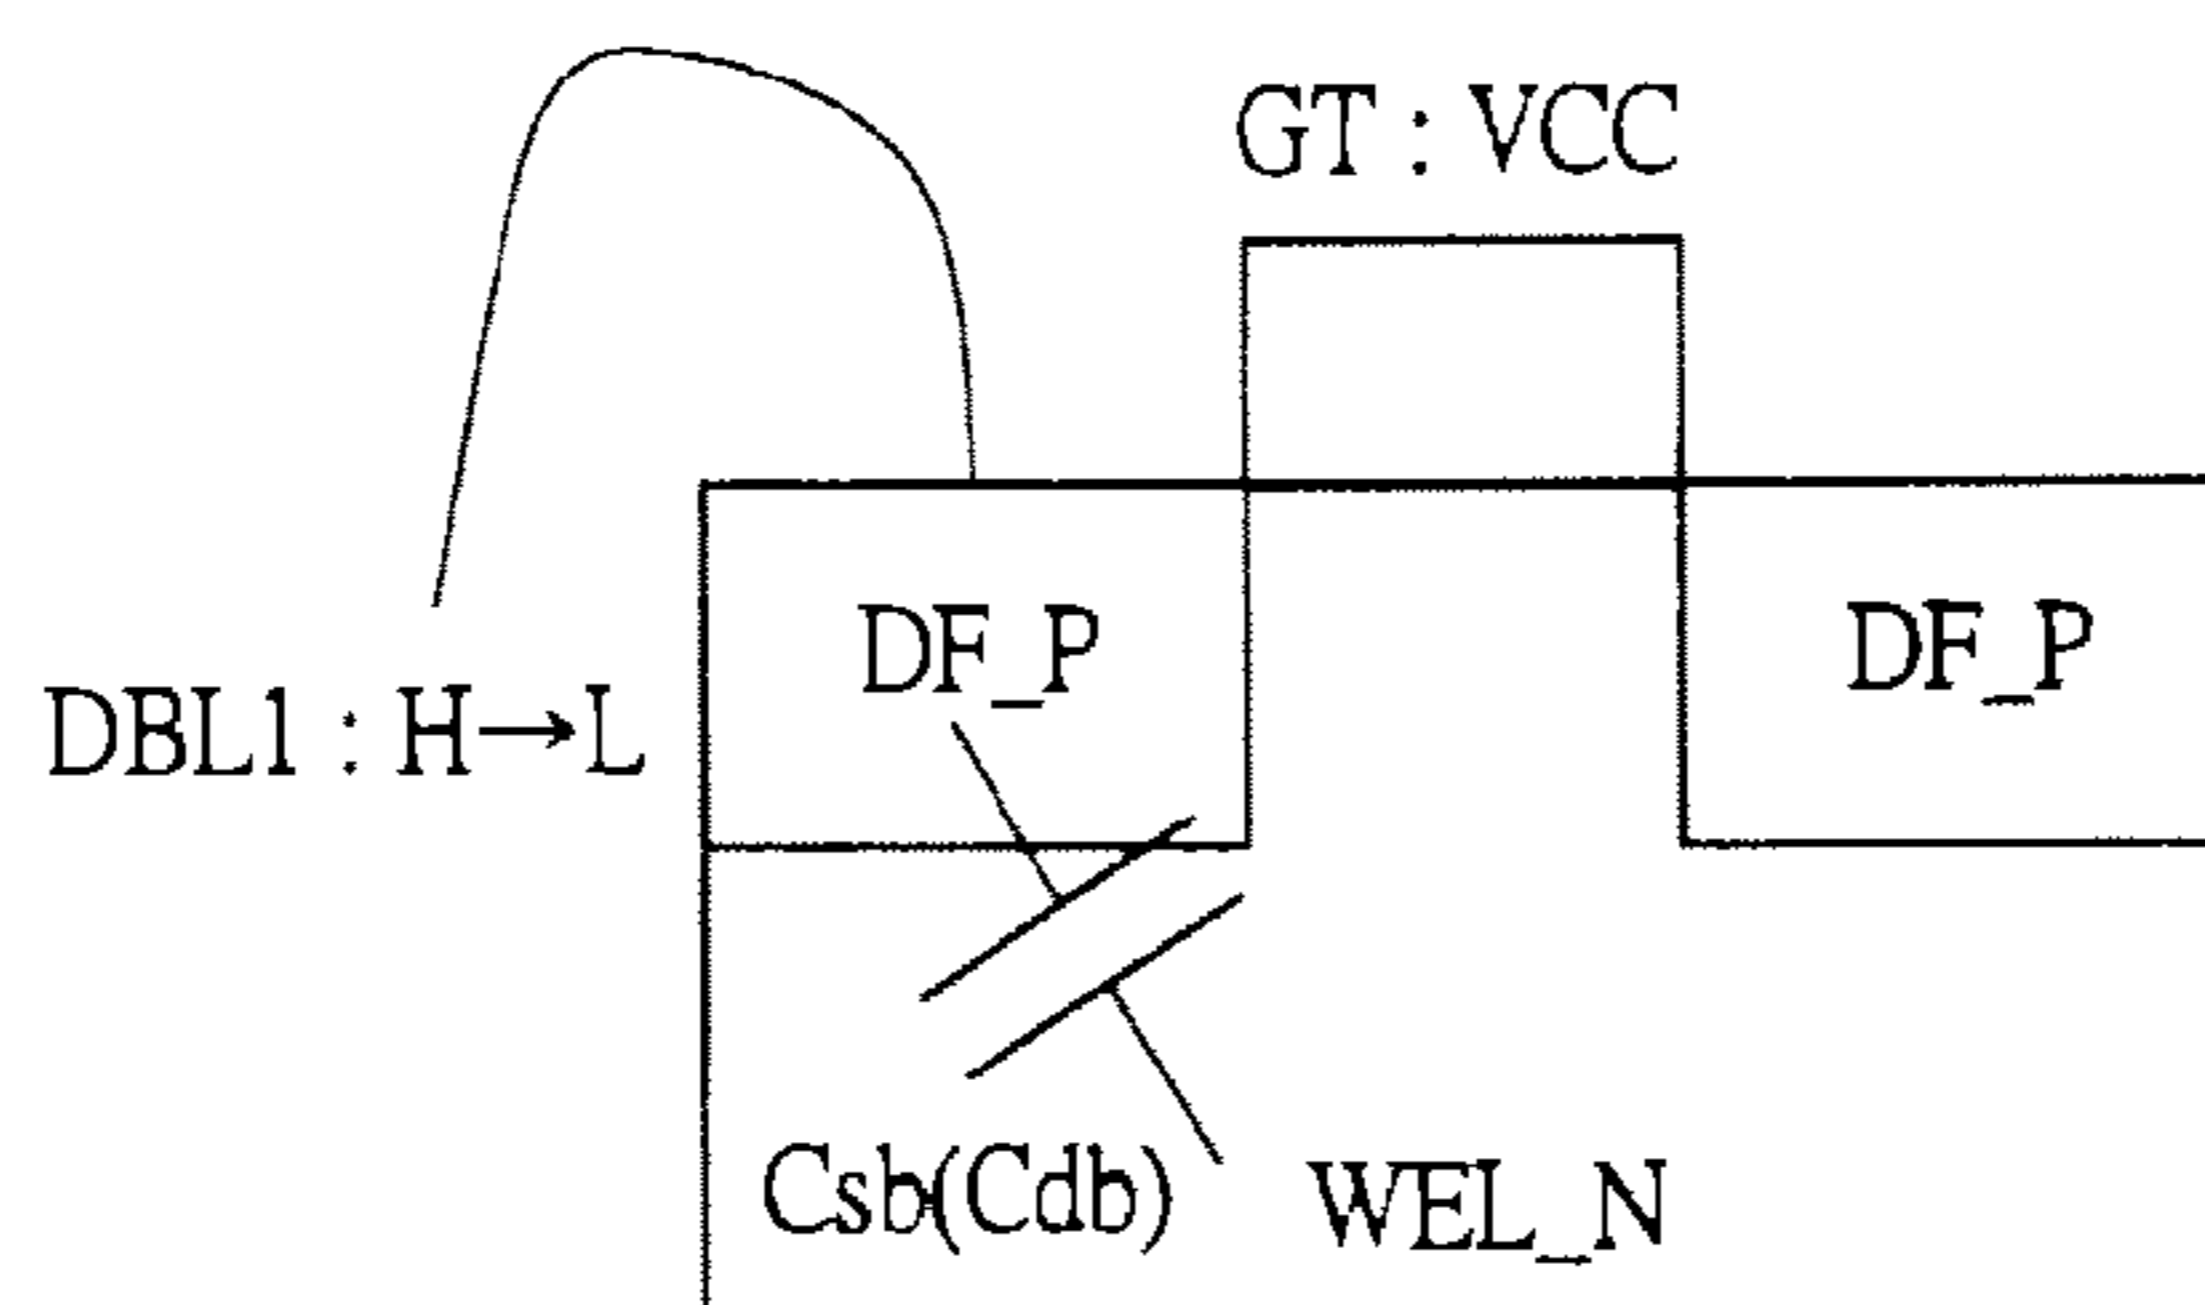 GT : VCC
DF_P
DF_P
DBL1 : H→L
Csb(Cdb)
WEL_N